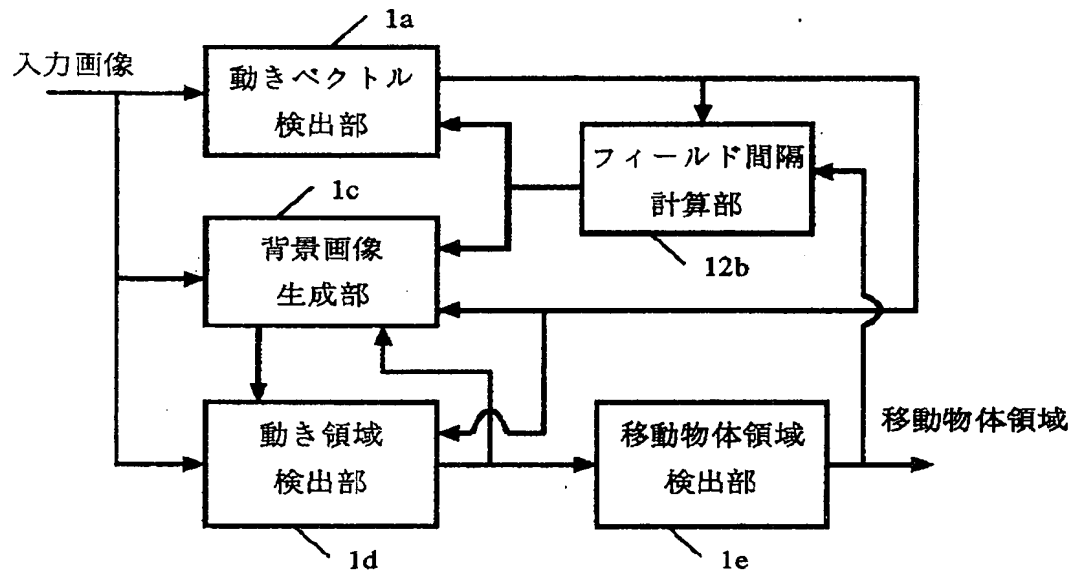 1a
入力画像
動きベクトル
検出部
フィールド間隔
計算部
12b
1c
背景画像
生成部
動き領域
検出部
1d
移動物体領域
検出部
1e
移動物体領域